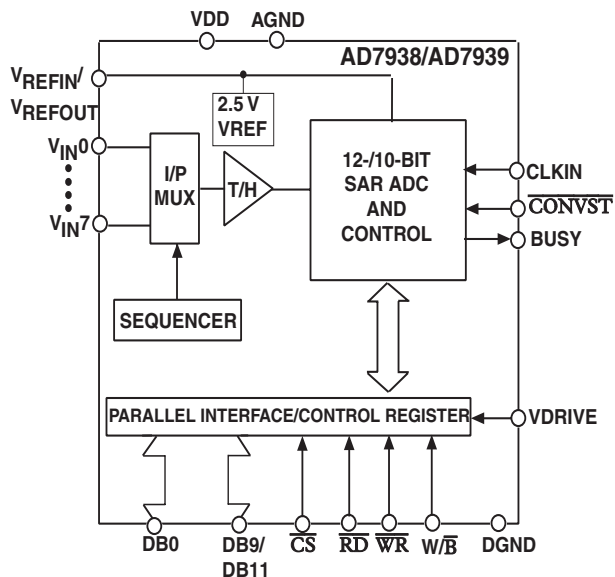 VDD
AGND
AD7938/AD7939
VREFIN/
VREFOUT
2.5 V
VREF
VIN0
I/P
MUX
T/H
12-/10-BIT
SAR ADC
AND
CONTROL
CLKIN
CONVST
BUSY
VIN7
SEQUENCER
PARALLEL INTERFACE/CONTROL REGISTER
VDRIVE
DB0
DB9/
DB11
CS
RD
WR
W/B
DGND